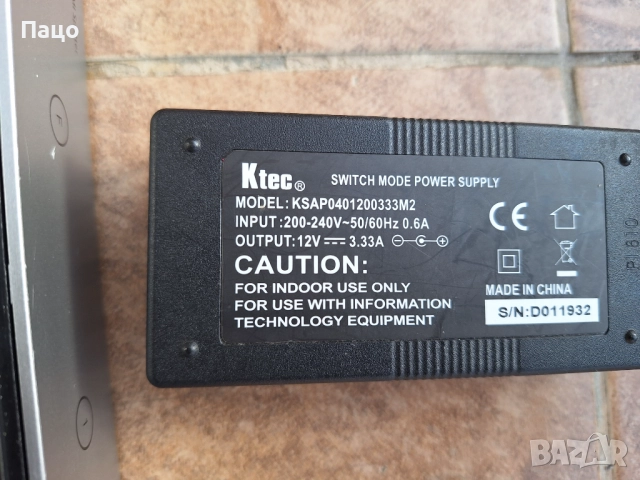 Пацо
Ktec®
SWITCH MODE POWER SUPPLY
MODEL: KSAP0401200333M2
INPUT: 200-240V~50/60Hz 0.6A
OUTPUT: 12V⎓3.33A
CAUTION:
FOR INDOOR USE ONLY
FOR USE WITH INFORMATION
TECHNOLOGY EQUIPMENT
CE
MADE IN CHINA
S/N:D011932
BAZAR